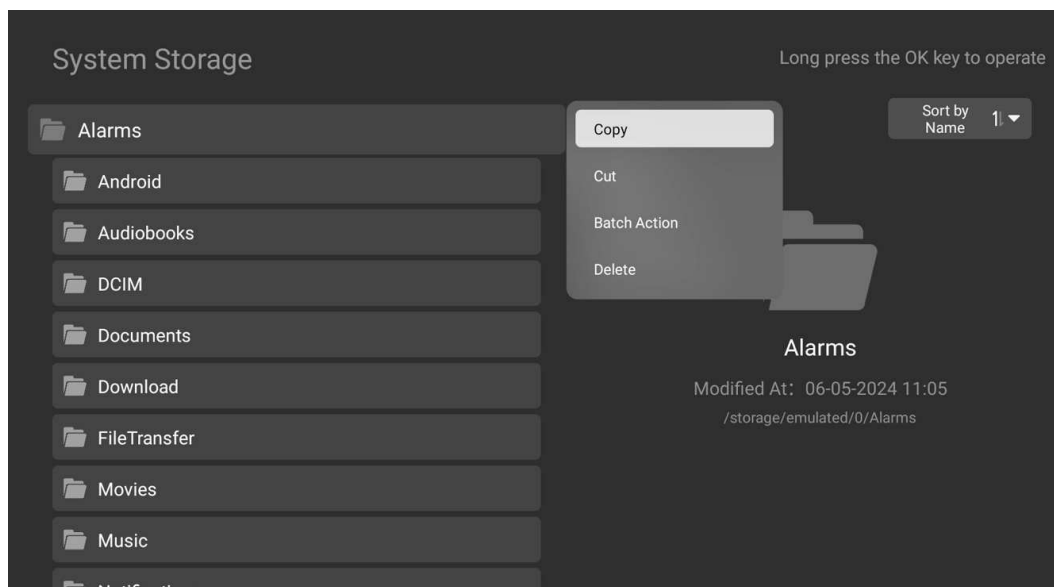 System Storage
Long press the OK key to operate
Alarms
Android
Audiobooks
DCIM
Documents
Download
FileTransfer
Movies
Music
Copy
Cut
Batch Action
Delete
Sort by
Name
Alarms
Modified At: 06-05-2024 11:05
/storage/emulated/0/Alarms